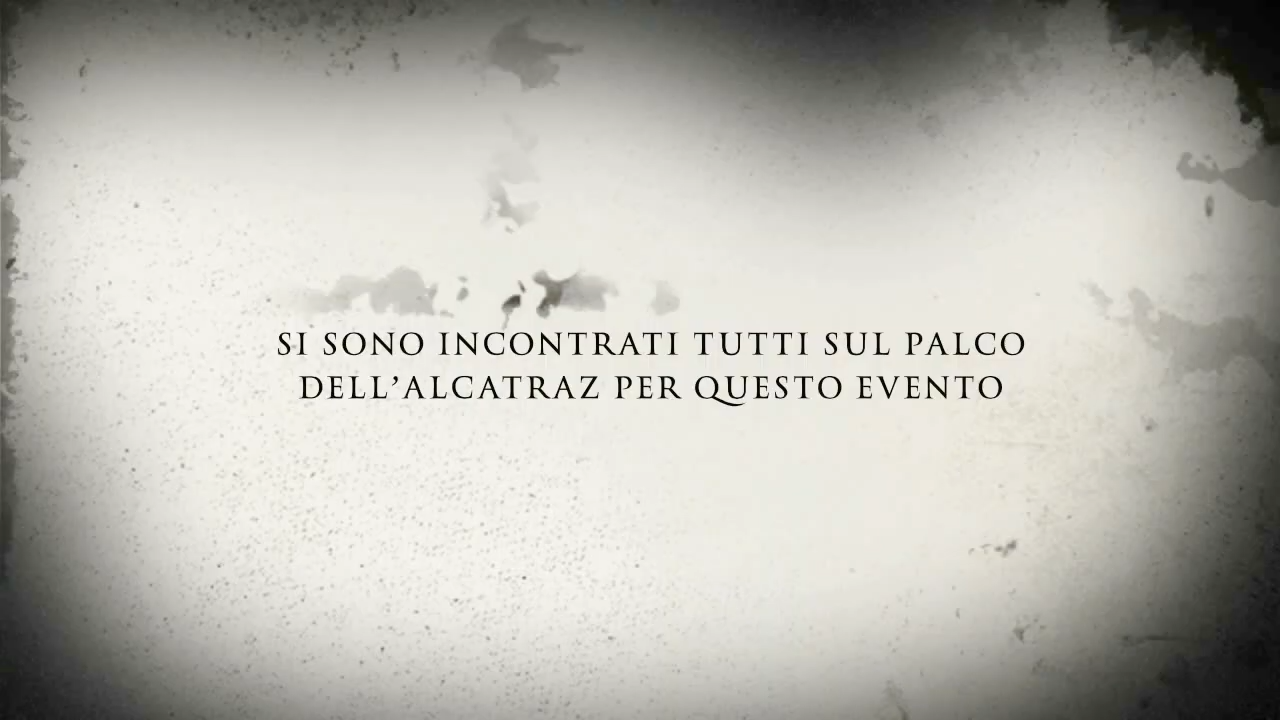 SI SONO INCONTRATI TUTTI SUL PALCO
DELL’ALCATRAZ PER QUESTO EVENTO